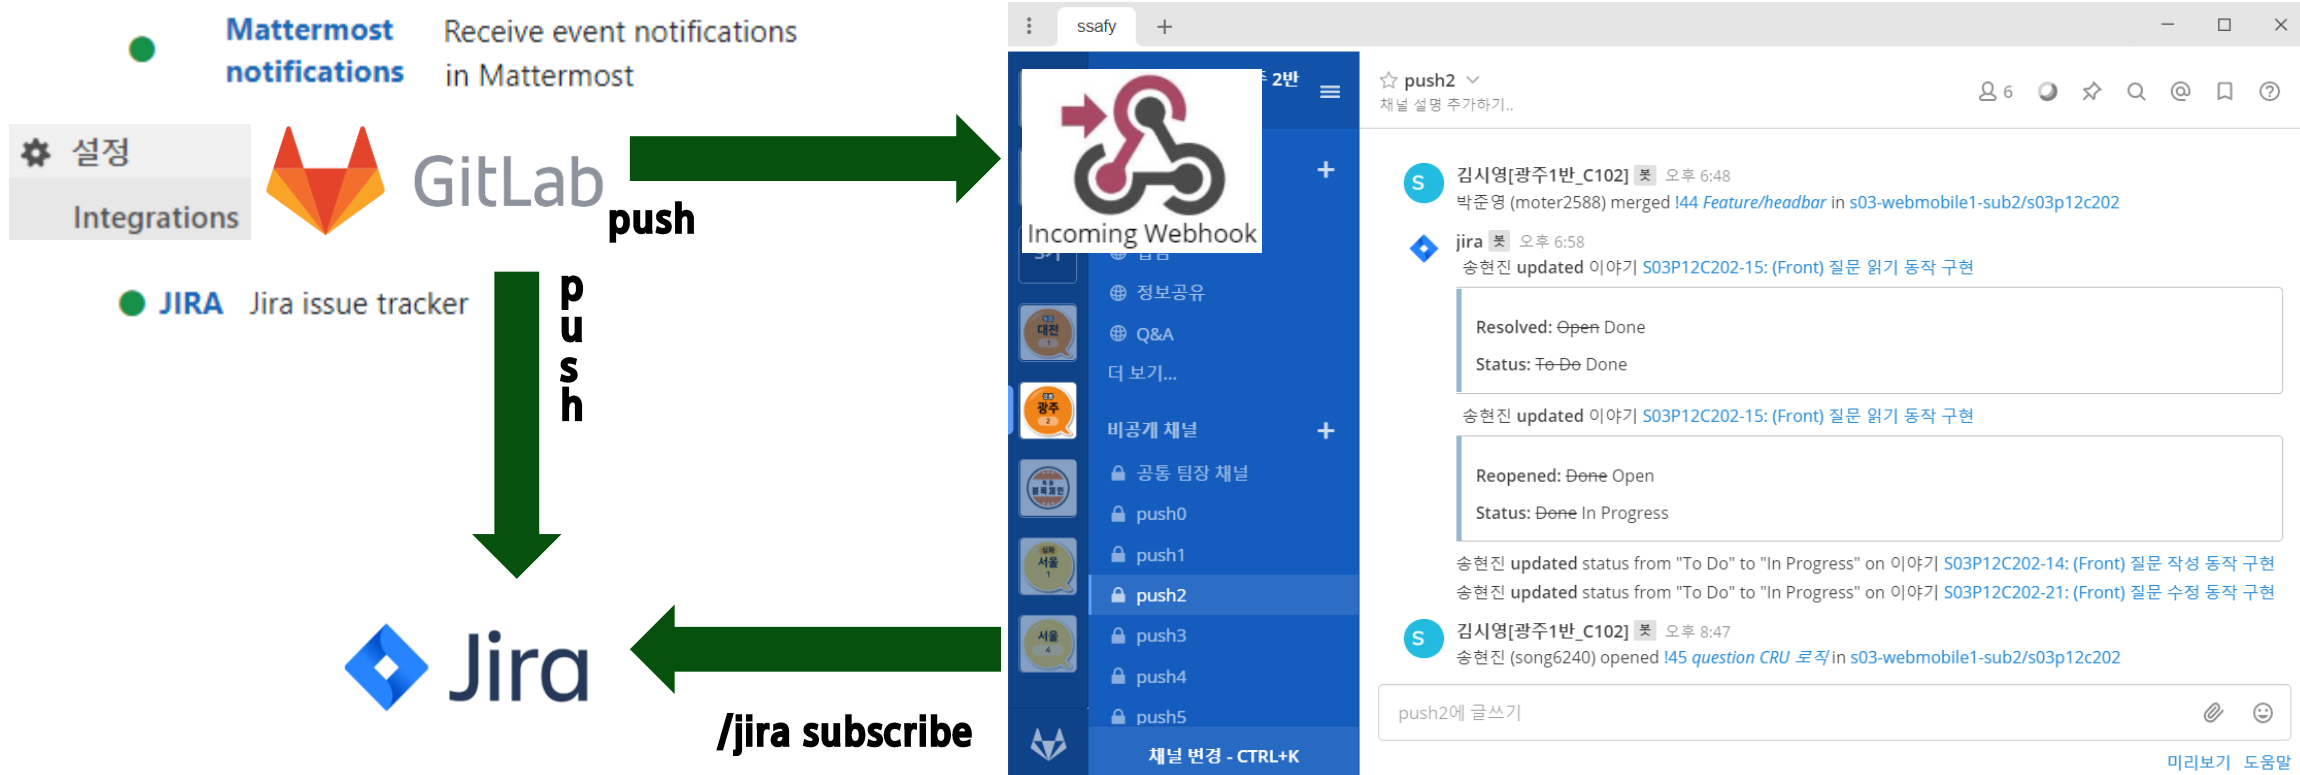 Mattermost notifications
Receive event notifications in Mattermost
설정
Integrations
GitLab
push
JIRA Jira issue tracker
push
Jira
/jira subscribe
ssafy
2반
Incoming Webhook
정보공유
Q&A
더 보기...
비공개 채널
공통 팀장 채널
push0
push1
push2
push3
push4
push5
채널 변경 - CTRL+K
대전
1
광주
2
서울
1
서울
4
push2
채널 설명 추가하기..
6
김시영[광주1반_C102] 봇 오후 6:48
박준영 (moter2588) merged !44 Feature/headbar in s03-webmobile1-sub2/s03p12c202
jira 봇 오후 6:58
송현진 updated 이야기 S03P12C202-15: (Front) 질문 읽기 동작 구현
Resolved: Open Done
Status: To Do Done
송현진 updated 이야기 S03P12C202-15: (Front) 질문 읽기 동작 구현
Reopened: Done Open
Status: Done In Progress
송현진 updated status from "To Do" to "In Progress" on 이야기 S03P12C202-14: (Front) 질문 작성 동작 구현
송현진 updated status from "To Do" to "In Progress" on 이야기 S03P12C202-21: (Front) 질문 수정 동작 구현
김시영[광주1반_C102] 봇 오후 8:47
송현진 (song6240) opened !45 question CRU 로직 in s03-webmobile1-sub2/s03p12c202
push2에 글쓰기
미리보기 도움말